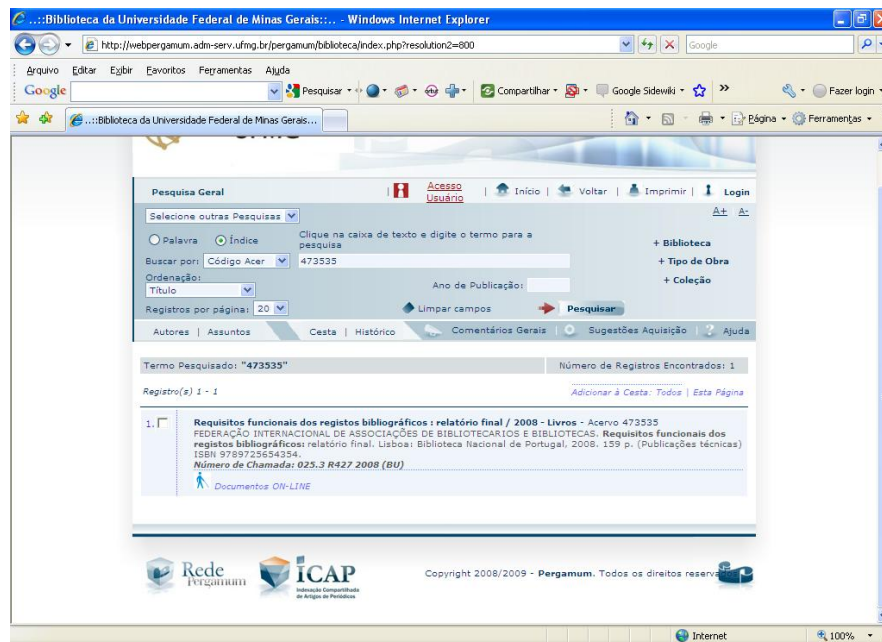 ..::Biblioteca da Universidade Federal de Minas Gerais::.. - Windows Internet Explorer
http://webpergamum.adm-serv.ufmg.br/pergamum/biblioteca/index.php?resolution2=800
Google
Arquivo Editar Exibir Favoritos Ferramentas Ajuda
Google Pesquisar Compartilhar Google Sidewiki Fazer login
..::Biblioteca da Universidade Federal de Minas Gerais... Página Ferramentas
Pesquisa Geral | Acesso Usuário | Início | Voltar | Imprimir | Login
Selecione outras Pesquisas A+ A-
Palavra Índice Clique na caixa de texto e digite o termo para a pesquisa + Biblioteca
Buscar por: Código Acer 473535 + Tipo de Obra
Ordenação: + Coleção
Título Ano de Publicação:
Registros por página: 20 Limpar campos Pesquisar
Autores | Assuntos Cesta | Histórico Comentários Gerais Sugestões Aquisição Ajuda
Termo Pesquisado: "473535" Número de Registros Encontrados: 1
Registro(s) 1 - 1 Adicionar à Cesta: Todos | Esta Página
1. Requisitos funcionais dos registos bibliográficos : relatório final / 2008 - Livros - Acervo 473535
FEDERAÇÃO INTERNACIONAL DE ASSOCIAÇÕES DE BIBLIOTECARIOS E BIBLIOTECAS. Requisitos funcionais dos
registos bibliográficos: relatório final. Lisboa: Biblioteca Nacional de Portugal, 2008. 159 p. (Publicações técnicas)
ISBN 9789725654354.
Número de Chamada: 025.3 R427 2008 (BU)
Documentos ON-LINE
Rede Pergamum ICAP Copyright 2008/2009 - Pergamum. Todos os direitos
Indexação Compartilhada
de Artigos de Periódicos
Internet 100%